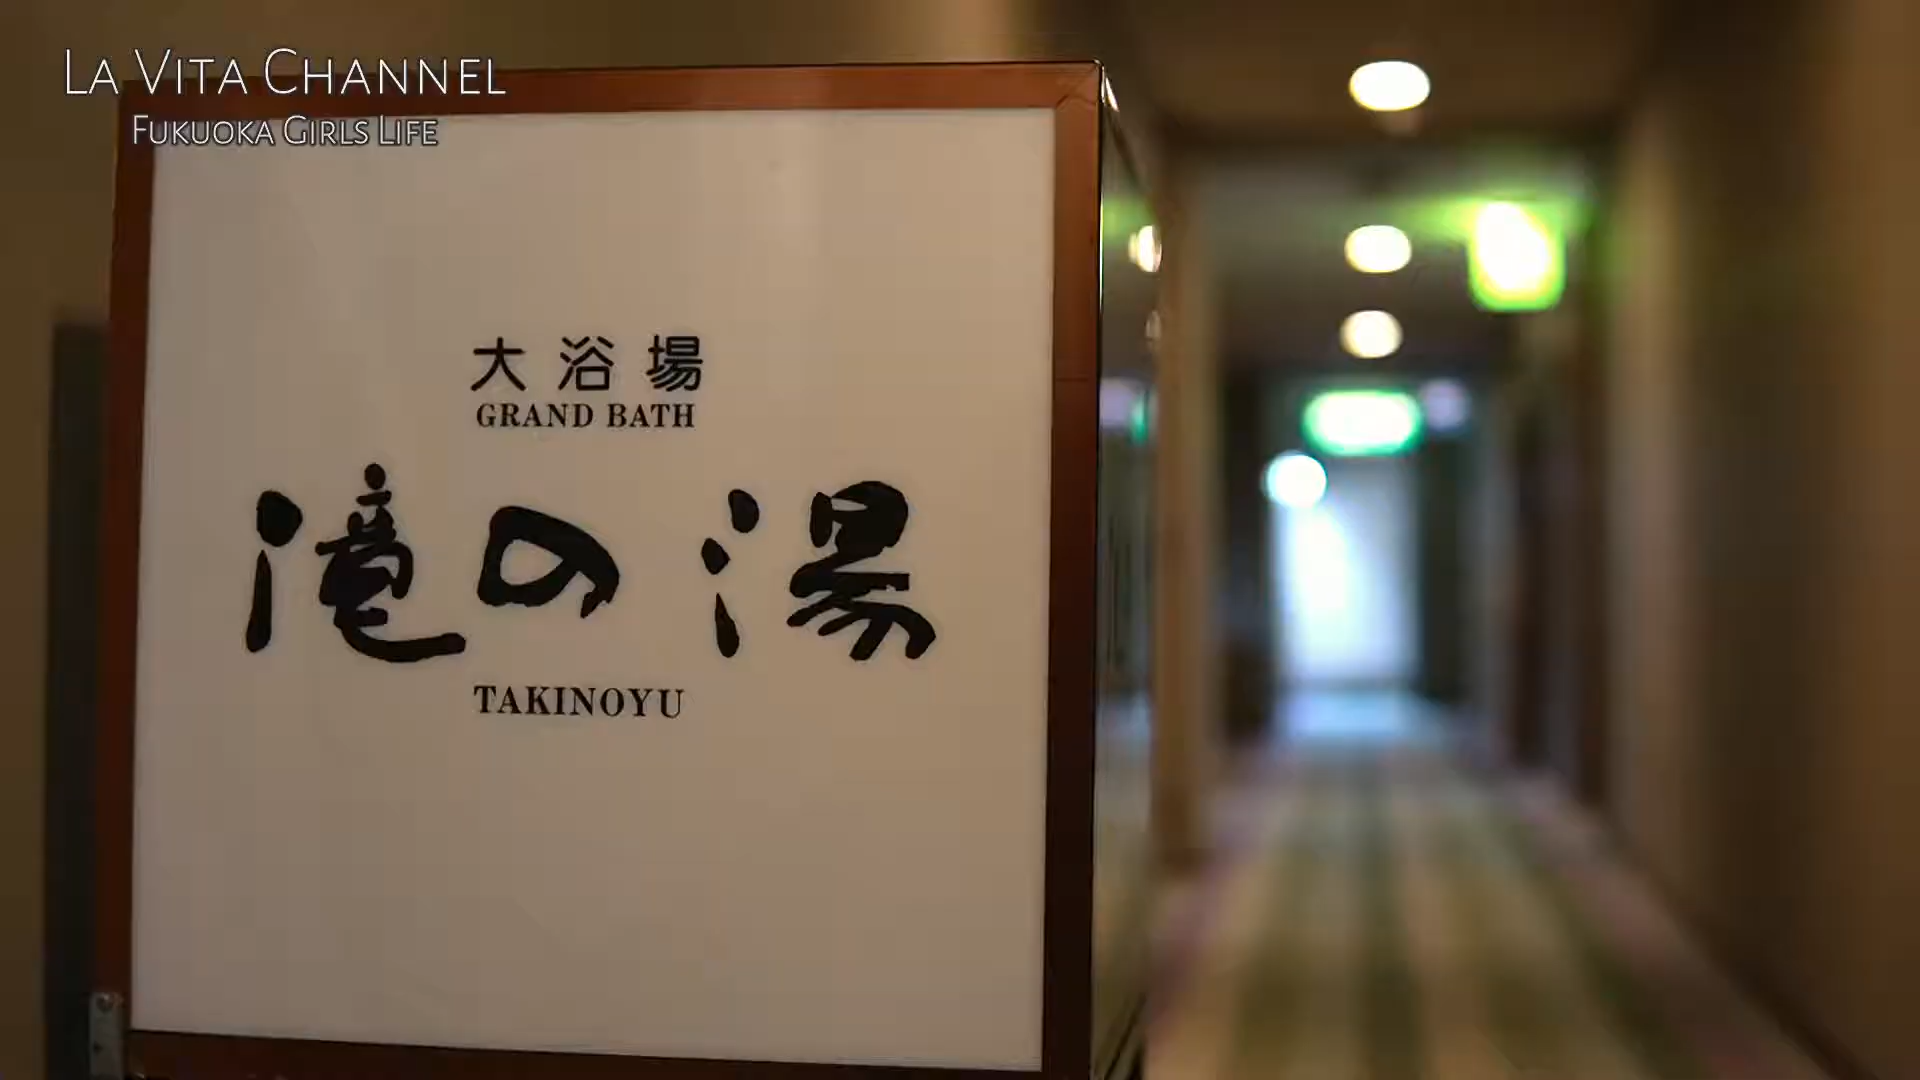 LA VITA CHANNEL
FUKUOKA GIRLS LIFE
大浴場
GRAND BATH
滝の湯
TAKINOYU